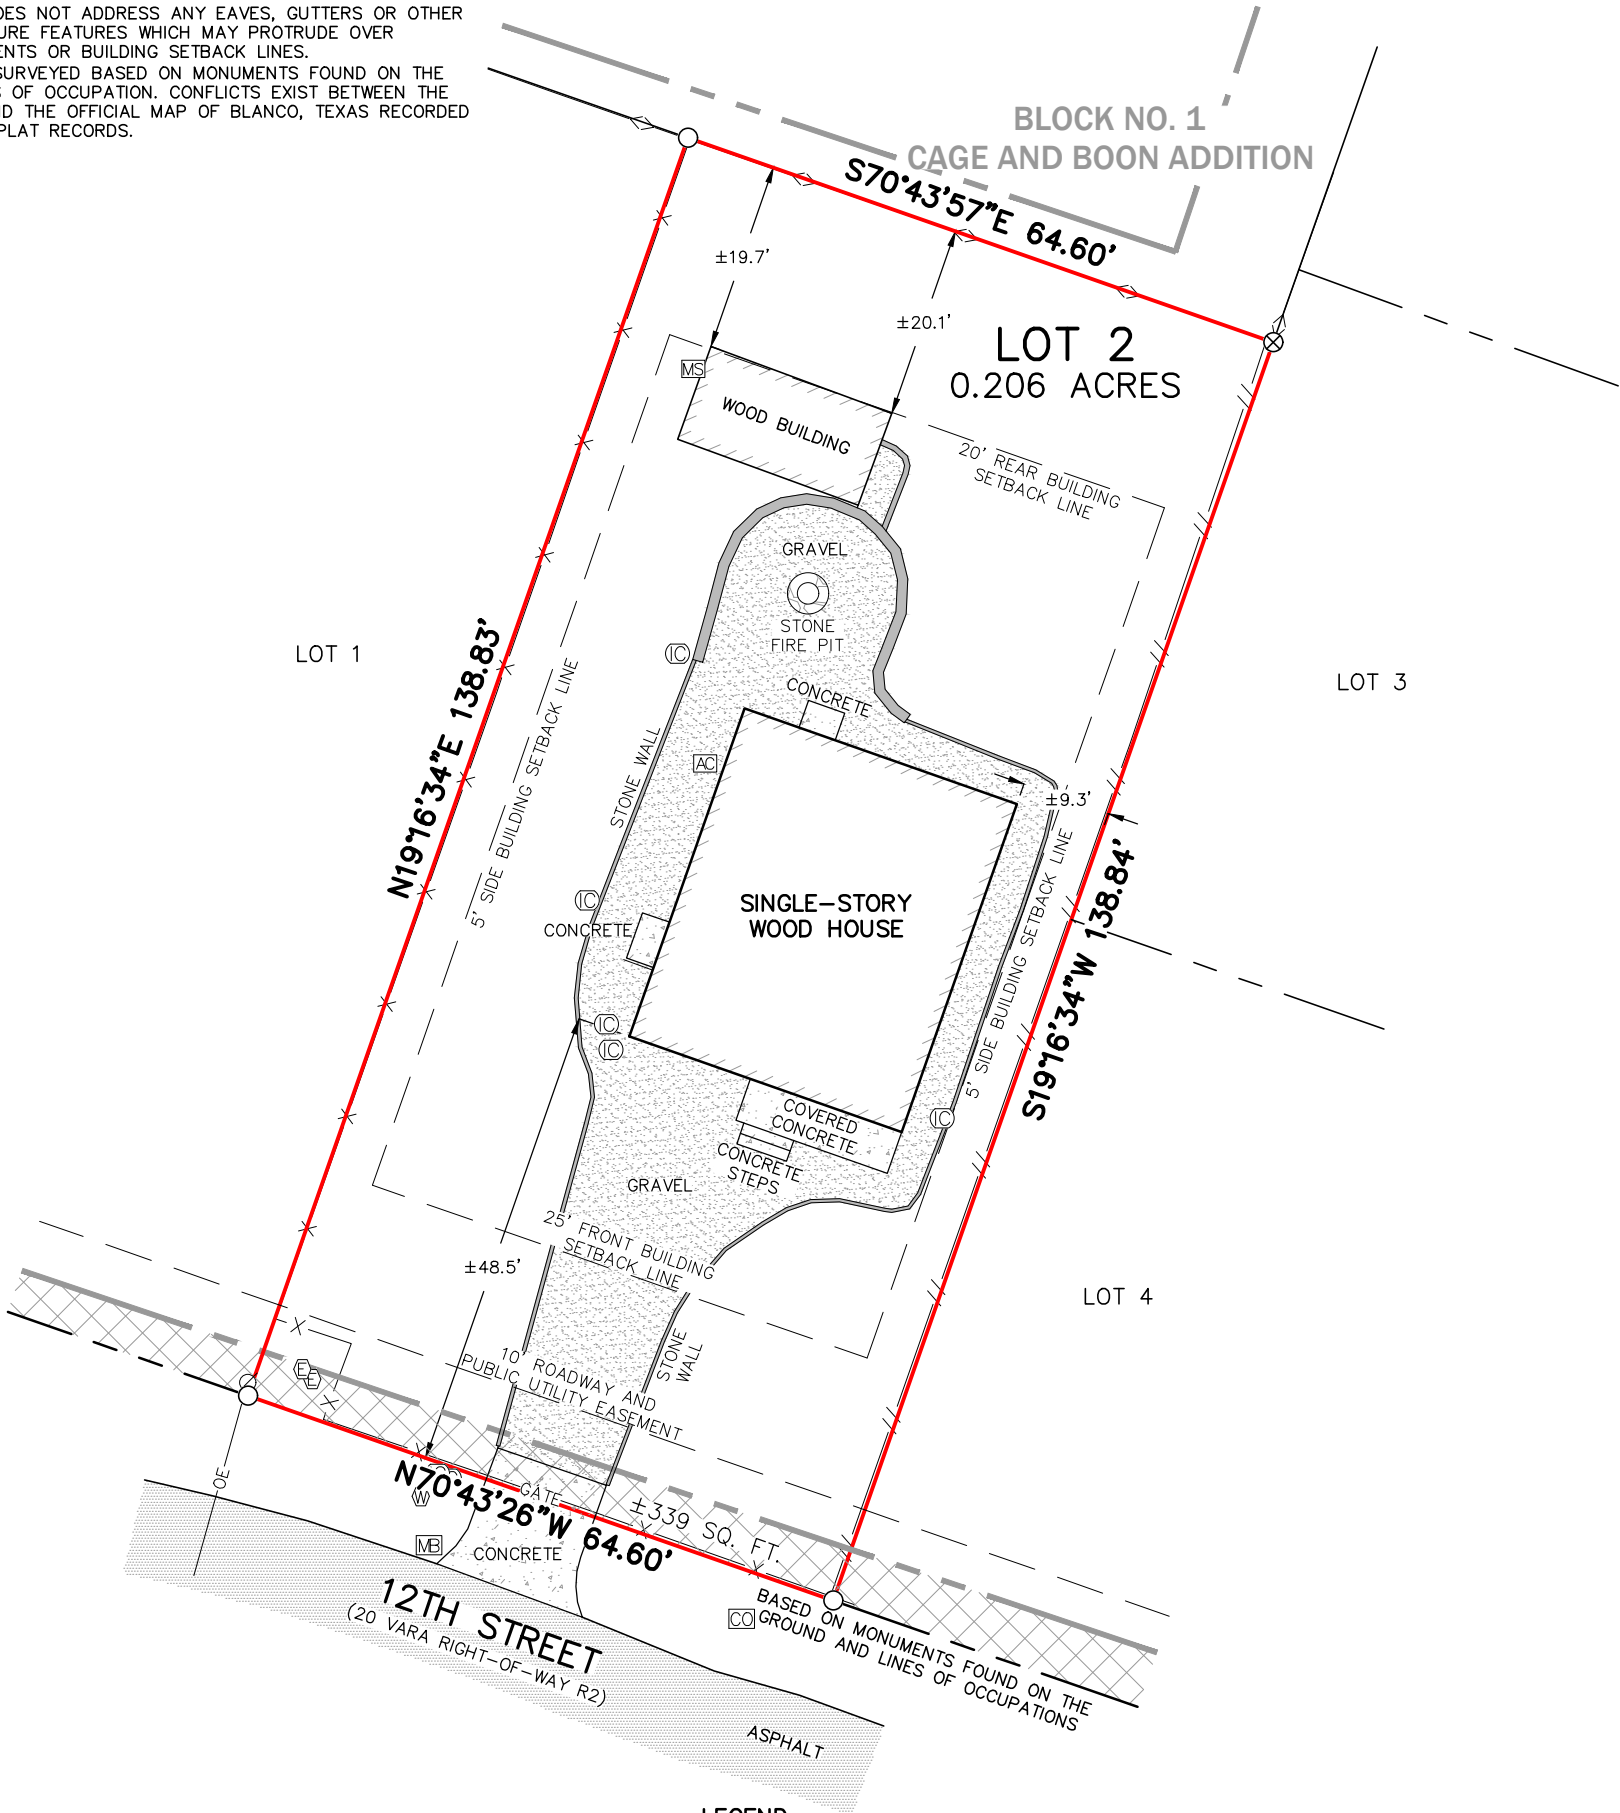 DOES NOT ADDRESS ANY EAVES, GUTTERS OR OTHER
URE FEATURES WHICH MAY PROTRUDE OVER
ENTS OR BUILDING SETBACK LINES.
SURVEYED BASED ON MONUMENTS FOUND ON THE
S OF OCCUPATION. CONFLICTS EXIST BETWEEN THE
ND THE OFFICIAL MAP OF BLANCO, TEXAS RECORDED
PLAT RECORDS.
BLOCK NO. 1
CAGE AND BOON ADDITION
S70°43'57"E 64.60'
±19.7'
±20.1'
LOT 2
0.206 ACRES
MS
WOOD BUILDING
20' REAR BUILDING
SETBACK LINE
GRAVEL
STONE
FIRE PIT
IC
LOT 1
LOT 3
N19°16'34"E 138.83'
5' SIDE BUILDING SETBACK LINE
STONE WALL
CONCRETE
AC
±9.3'
SINGLE-STORY
WOOD HOUSE
IC
CONCRETE
5' SIDE BUILDING SETBACK LINE
S19°16'34"W 138.84'
IC
IC
IC
COVERED
CONCRETE
CONCRETE
STEPS
GRAVEL
25' FRONT BUILDING
SETBACK LINE
±48.5'
LOT 4
X
E
E
X
10' ROADWAY AND
PUBLIC UTILITY EASEMENT
STONE
WALL
OE
W
GATE
N70°43'26"W 64.60'
±339 SQ. FT.
MB
CONCRETE
12TH STREET
(20 VARA RIGHT-OF-WAY R2)
CO
BASED ON MONUMENTS FOUND ON THE
GROUND AND LINES OF OCCUPATIONS
ASPHALT
LEGEND